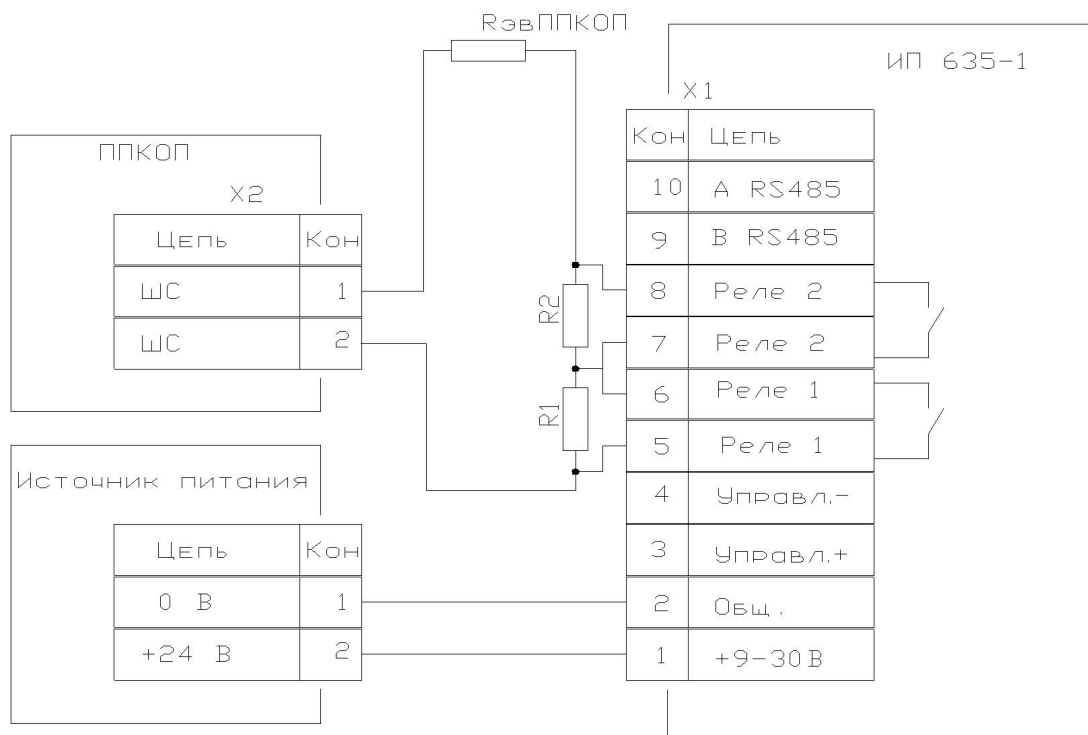 RэвППКОП
ИП 635-1
X1
Кон Цепь
10 A RS485
9 B RS485
8 Реле 2
7 Реле 2
6 Реле 1
5 Реле 1
4 Управл.-
3 Управл.+
2 Общ.
1 +9-30В
ППКОП
X2
Цепь Кон
ШС 1
ШС 2
R2
R1
Источник питания
Цепь Кон
0 В 1
+24 В 2